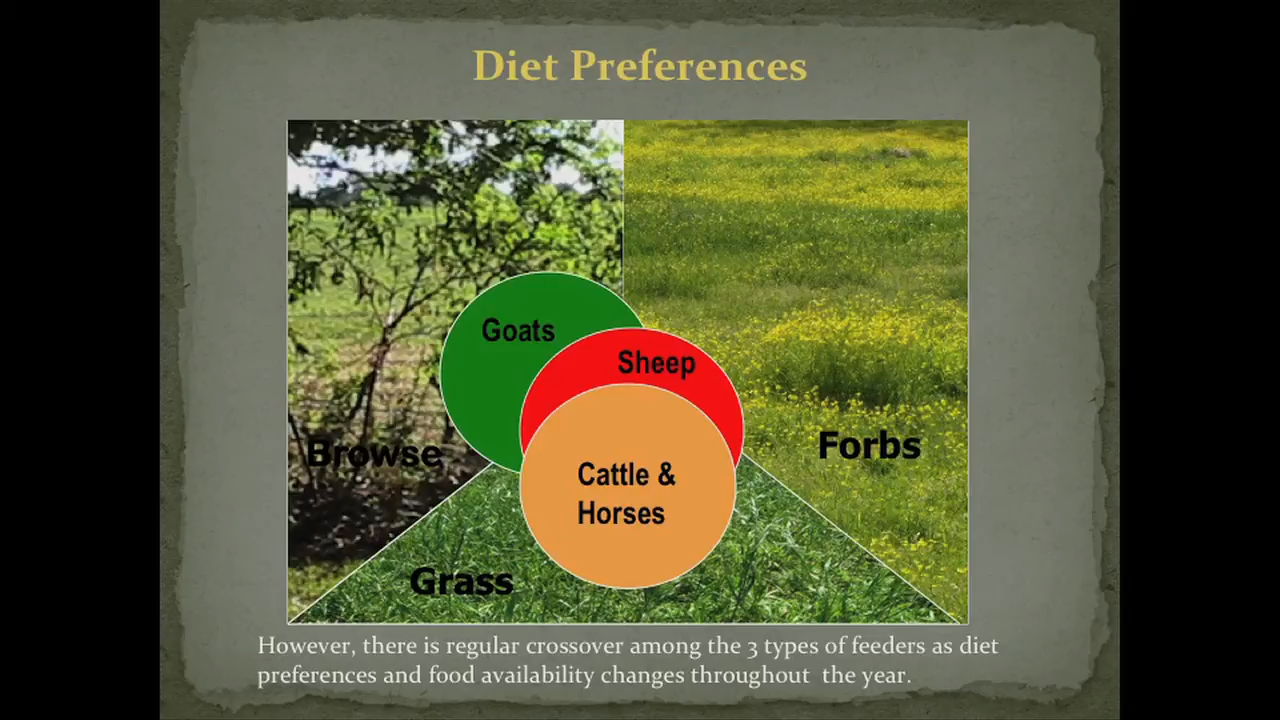 Diet Preferences
Goats
Sheep
Browse
Forbs
Cattle &
Horses
Grass
However, there is regular crossover among the 3 types of feeders as diet
preferences and food availability changes throughout  the year.